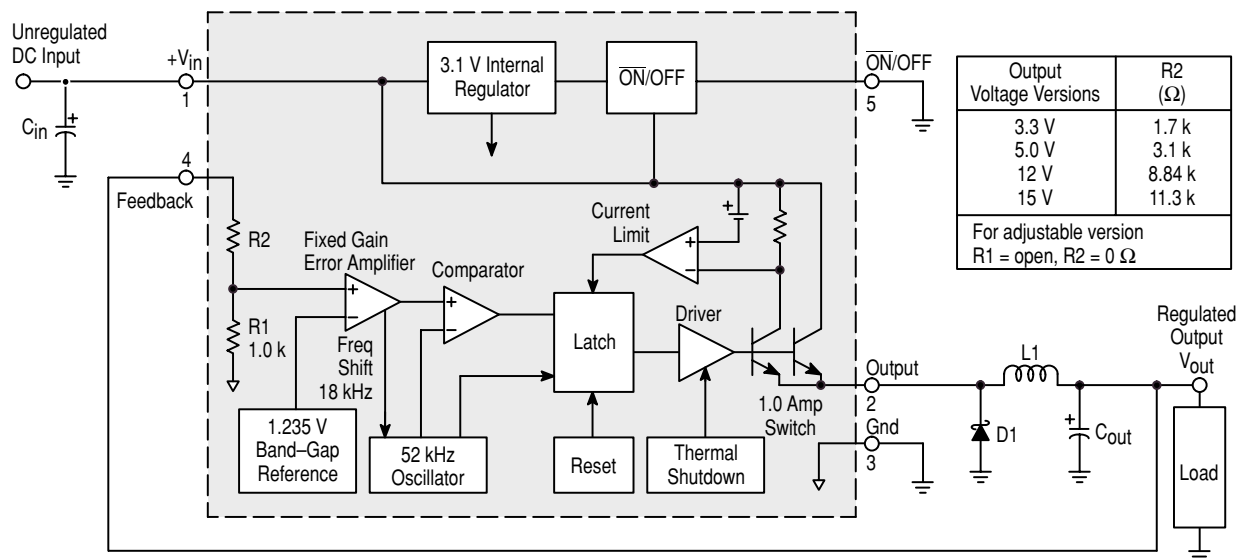 Unregulated
DC Input
+Vin
1
Cin
+
4
Feedback
3.1 V Internal
Regulator
ON/OFF
ON/OFF
5
R2
R1
1.0 k
Fixed Gain
Error Amplifier
+
−
Freq
Shift
18 kHz
Comparator
+
−
Current
Limit
+
+
−
Latch
Driver
1.235 V
Band–Gap
Reference
52 kHz
Oscillator
Reset
Thermal
Shutdown
1.0 Amp
Switch
Output
2
Gnd
3
D1
L1
+
Cout
Regulated
Output
Vout
Load
Output
Voltage Versions
R2
(Ω)
3.3 V 1.7 k
5.0 V 3.1 k
12 V 8.84 k
15 V 11.3 k
For adjustable version
R1 = open, R2 = 0 Ω